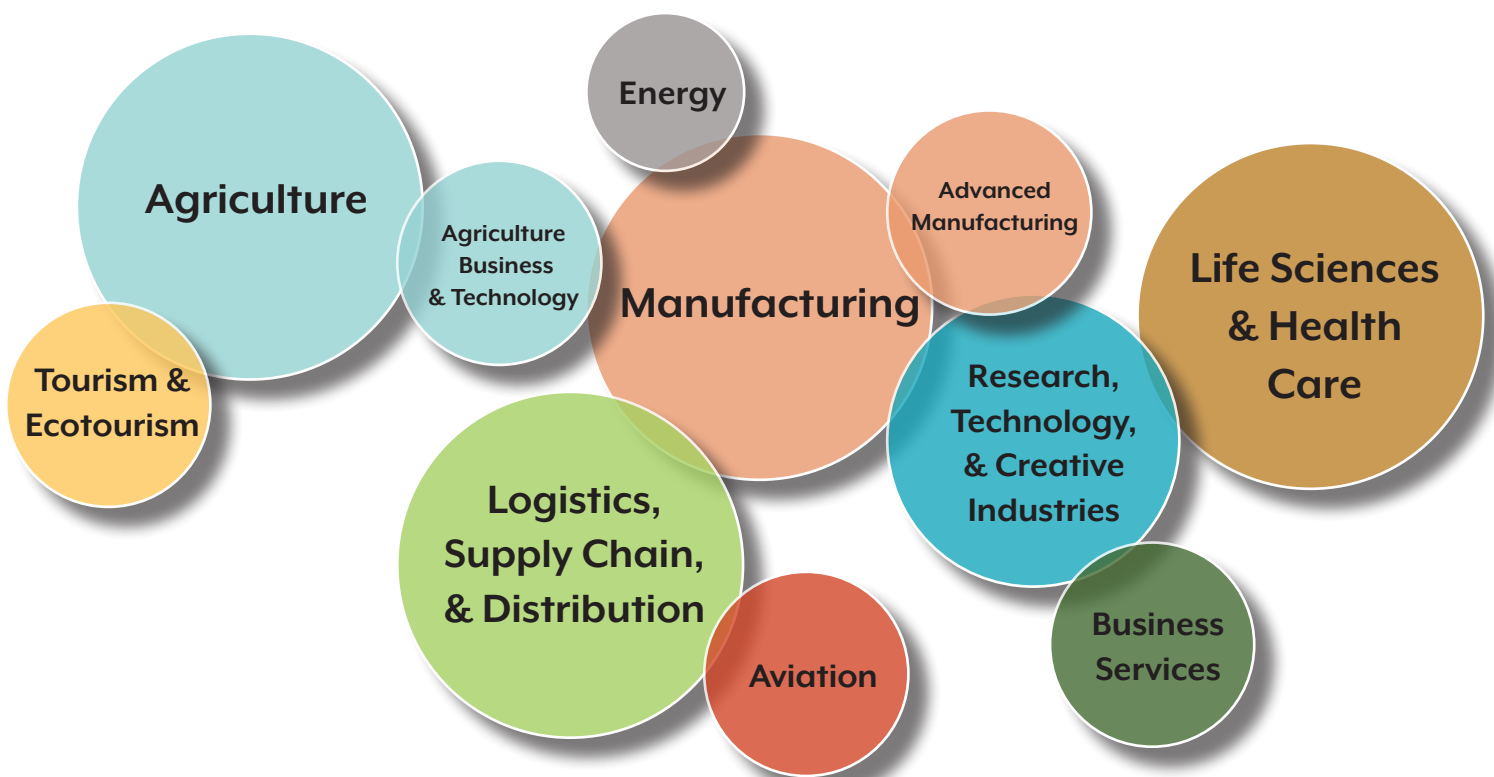 Energy
Agriculture
Advanced
Manufacturing
Agriculture
Business
& Technology
Manufacturing
Life Sciences
& Health
Care
Tourism &
Ecotourism
Research,
Technology,
& Creative
Industries
Logistics,
Supply Chain,
& Distribution
Business
Services
Aviation